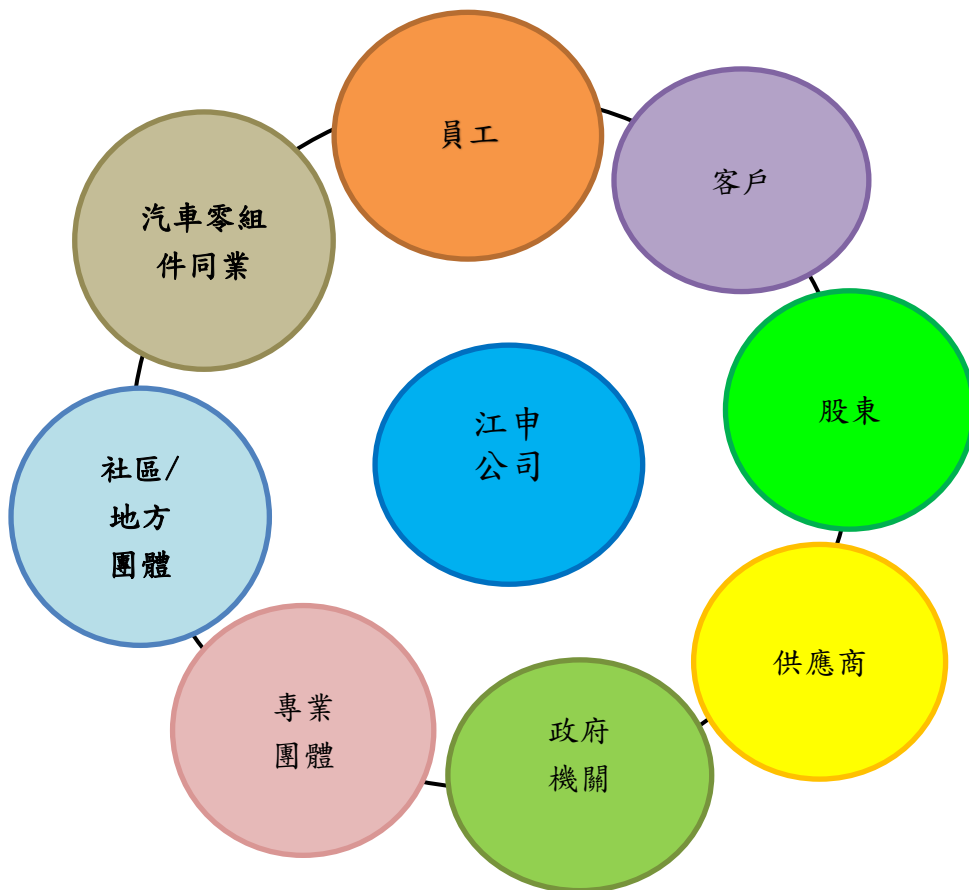 員工
客戶
股東
供應商
政府
機關
專業
團體
社區/
地方
團體
汽車零組
件同業
江申
公司